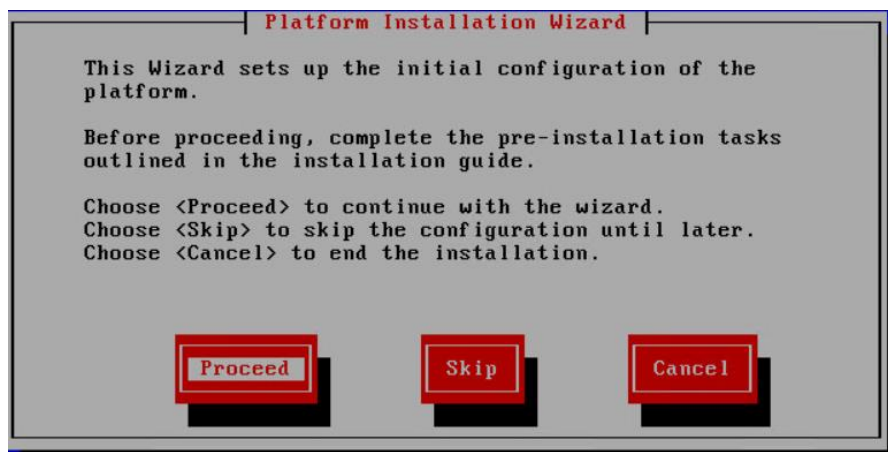 Platform Installation Wizard
This Wizard sets up the initial configuration of the
platform.
Before proceeding, complete the pre-installation tasks
outlined in the installation guide.
Choose <Proceed> to continue with the wizard.
Choose <Skip> to skip the configuration until later.
Choose <Cancel> to end the installation.
Proceed Skip Cancel